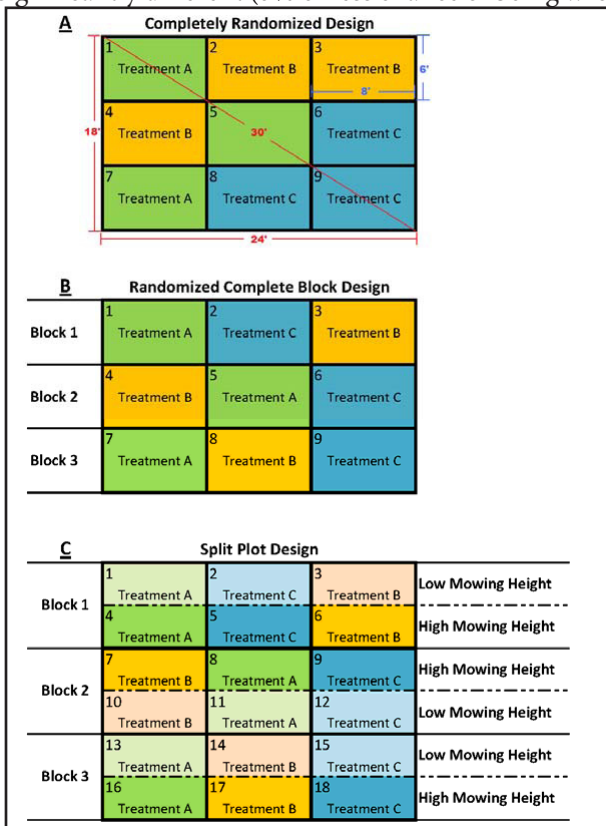 A Completely Randomized Design
1 2 3
Treatment A Treatment B Treatment B
6'
8'
4 5 6
18' Treatment B 30' Treatment C
7 8 9
Treatment A Treatment C Treatment C
24'
B Randomized Complete Block Design
1 2 3
Block 1 Treatment A Treatment C Treatment B
4 5 6
Block 2 Treatment B Treatment A Treatment C
7 8 9
Block 3 Treatment A Treatment B Treatment C
C Split Plot Design
Block 1
1 2 3
Treatment A Treatment C Treatment B Low Mowing Height
4 5 6
Treatment A Treatment C Treatment B High Mowing Height
Block 2
7 8 9
Treatment B Treatment A Treatment C High Mowing Height
10 11 12
Treatment B Treatment A Treatment C Low Mowing Height
Block 3
13 14 15
Treatment A Treatment B Treatment C Low Mowing Height
16 17 18
Treatment A Treatment B Treatment C High Mowing Height